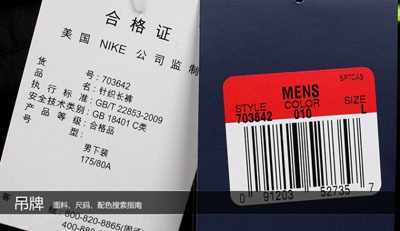 合格证
美国 NIKE 公司监制
货号:703642
品名:针织长裤
执行标准:GB/T 22853-2009
安全技术类别:GB 18401 C类
产品等级:合格品
型:男下装
175/80A
800-820-8865
SPTCAS
MENS
STYLE COLOR SIZE
703642 010 L
0 91203 52735 7
吊牌 面料、尺码、配色搜索指南